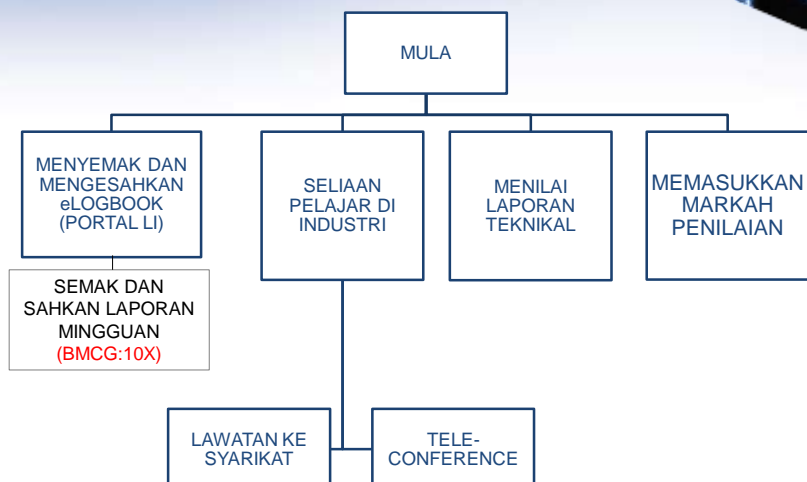 MULA
MENYEMAK DAN
MENGESAHKAN
eLOGBOOK
(PORTAL LI)
SELIAAN
PELAJAR DI
INDUSTRI
MENILAI
LAPORAN
TEKNIKAL
MEMASUKKAN
MARKAH
PENILAIAN
SEMAK DAN
SAHKAN LAPORAN
MINGGUAN
(BMCG:10X)
LAWATAN KE
SYARIKAT
TELE-
CONFERENCE